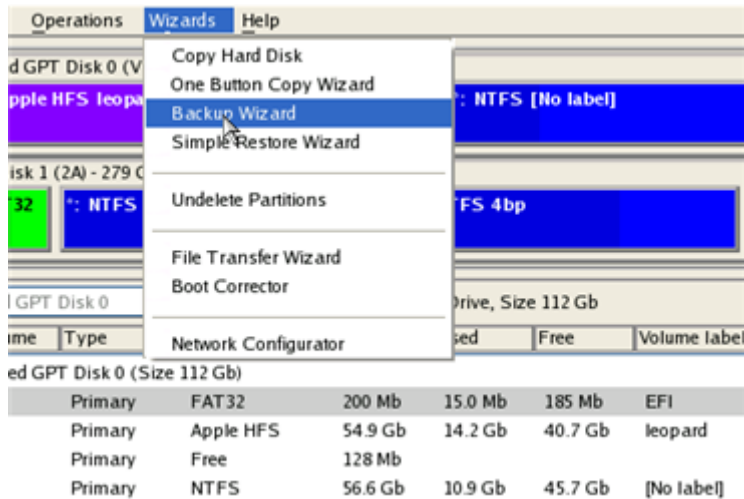 Operations Wizards Help
Copy Hard Disk
d GPT Disk 0 (V
One Button Copy Wizard
pple HFS leopa
Backup Wizard
*: NTFS [No label]
Simple Restore Wizard
isk 1 (2A) - 279 G
Undelete Partitions
32 *: NTFS
FS 4bp
File Transfer Wizard
Boot Corrector
GPT Disk 0
Drive, Size 112 Gb
Network Configurator
ume Type
sed Free Volume label
ed GPT Disk 0 (Size 112 Gb)
Primary FAT32 200 Mb 15.0 Mb 185 Mb EFI
Primary Apple HFS 54.9 Gb 14.2 Gb 40.7 Gb leopard
Primary Free 128 Mb
Primary NTFS 56.6 Gb 10.9 Gb 45.7 Gb [No label]